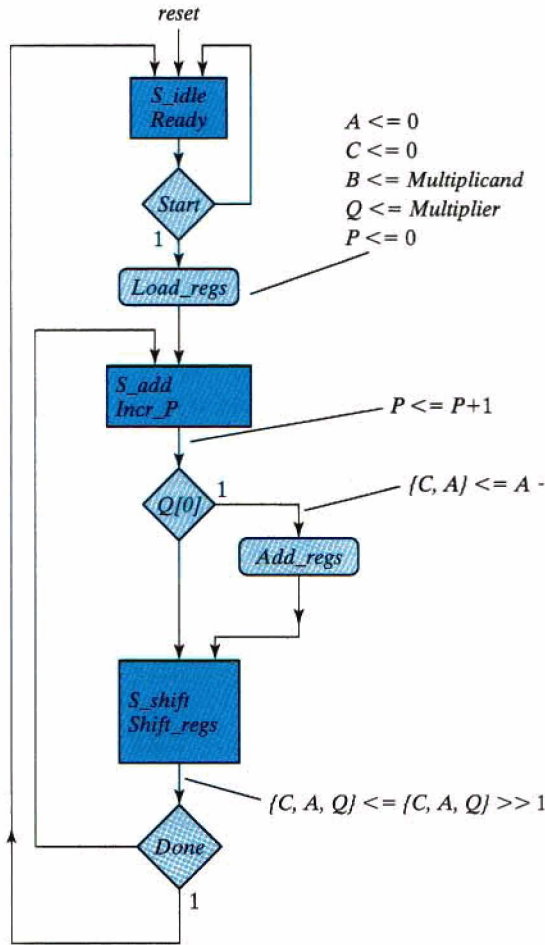 reset
S_idle
Ready
A <= 0
C <= 0
B <= Multiplicand
Q <= Multiplier
P <= 0
Start
1
Load_regs
S_add
Incr_P
P <= P+1
Q[0]
1
{C, A} <= A -
Add_regs
S_shift
Shift_regs
{C, A, Q} <= {C, A, Q} >> 1
Done
1